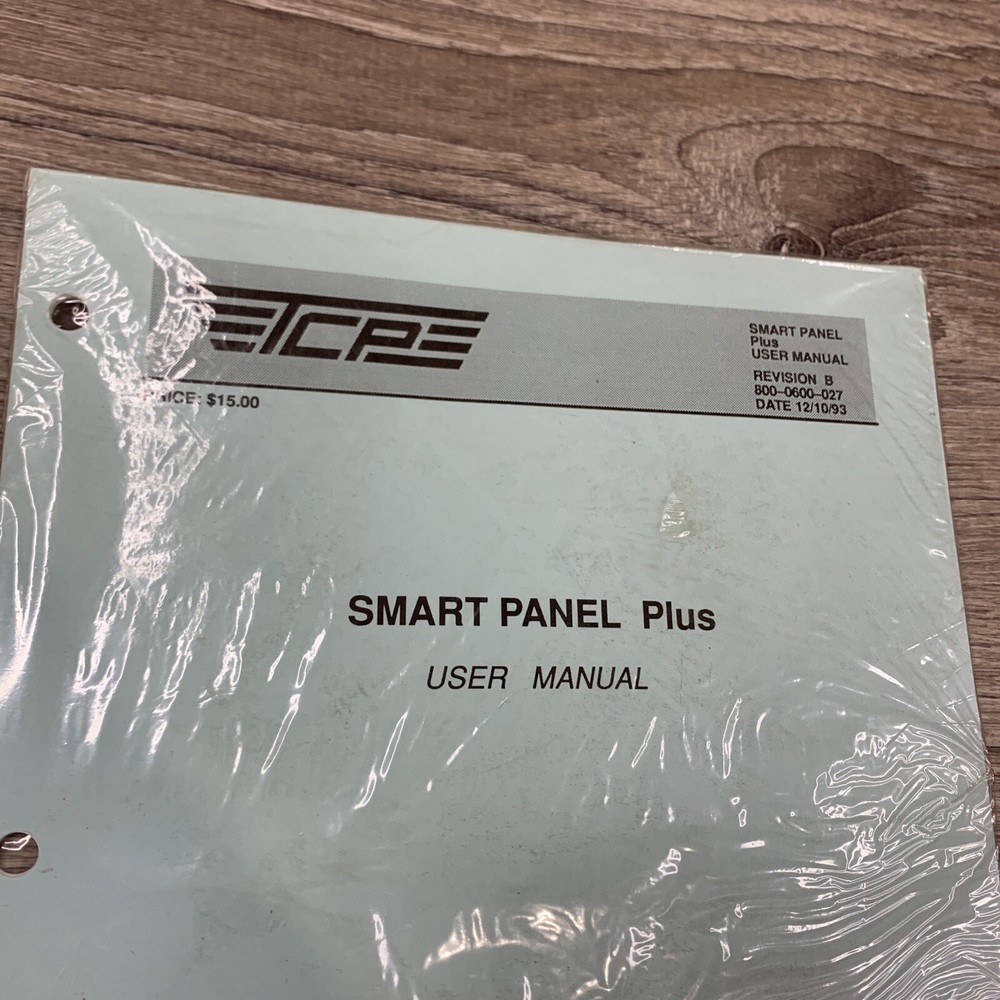 TCP
SMART PANEL
Plus
USER MANUAL
REVISION B
800-0600-027
DATE 12/10/93
PRICE: $15.00
SMART PANEL Plus
USER MANUAL